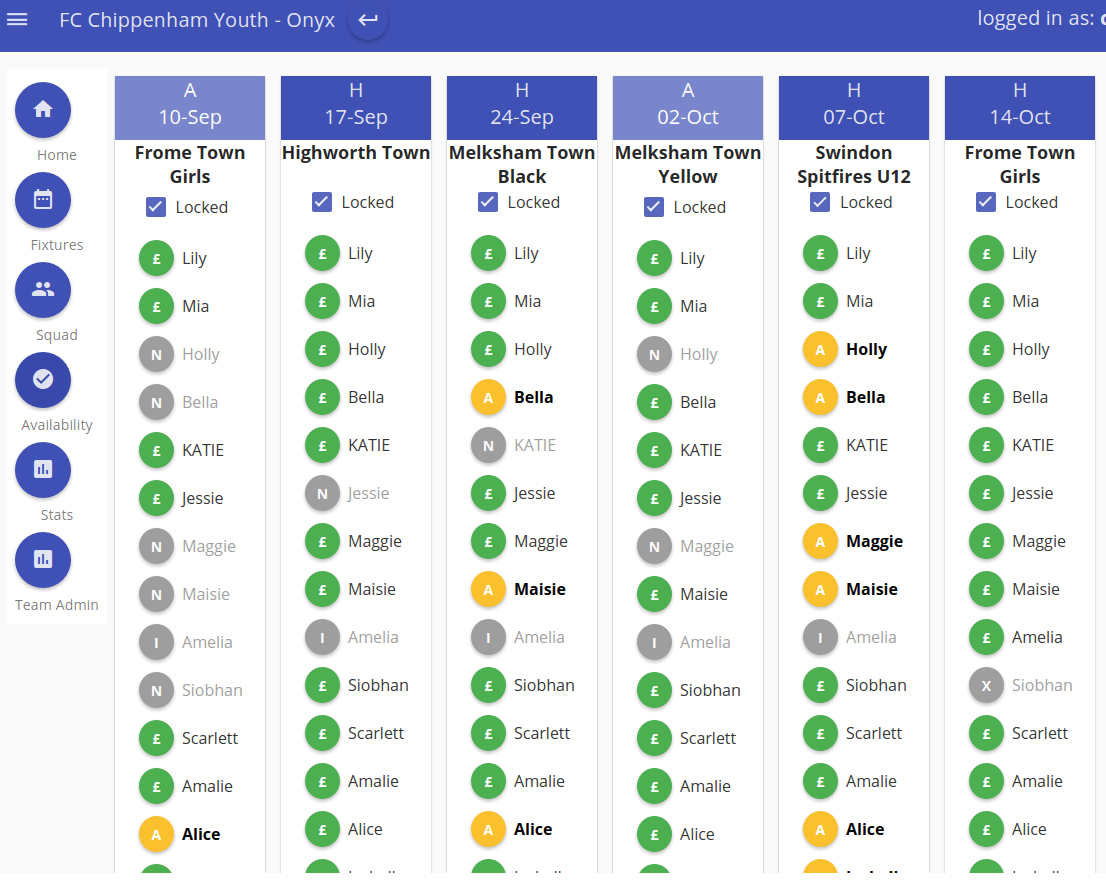 FC Chippenham Youth - Onyx
logged in as:
Home
Fixtures
Squad
Availability
Stats
Team Admin
A
10-Sep
Frome Town
Girls
Locked
£ Lily
£ Mia
N Holly
N Bella
£ KATIE
£ Jessie
N Maggie
N Maisie
I Amelia
N Siobhan
£ Scarlett
£ Amalie
A Alice
H
17-Sep
Highworth Town
Locked
£ Lily
£ Mia
£ Holly
£ Bella
£ KATIE
N Jessie
£ Maggie
£ Maisie
I Amelia
£ Siobhan
£ Scarlett
£ Amalie
£ Alice
H
24-Sep
Melksham Town
Black
Locked
£ Lily
£ Mia
£ Holly
A Bella
N KATIE
£ Jessie
£ Maggie
A Maisie
I Amelia
£ Siobhan
£ Scarlett
£ Amalie
A Alice
A
02-Oct
Melksham Town
Yellow
Locked
£ Lily
£ Mia
N Holly
£ Bella
£ KATIE
£ Jessie
N Maggie
£ Maisie
I Amelia
£ Siobhan
£ Scarlett
£ Amalie
£ Alice
H
07-Oct
Swindon
Spitfires U12
Locked
£ Lily
£ Mia
A Holly
A Bella
£ KATIE
£ Jessie
A Maggie
A Maisie
I Amelia
£ Siobhan
£ Scarlett
£ Amalie
A Alice
H
14-Oct
Frome Town
Girls
Locked
£ Lily
£ Mia
£ Holly
£ Bella
£ KATIE
£ Jessie
£ Maggie
£ Maisie
£ Amelia
X Siobhan
£ Scarlett
£ Amalie
£ Alice